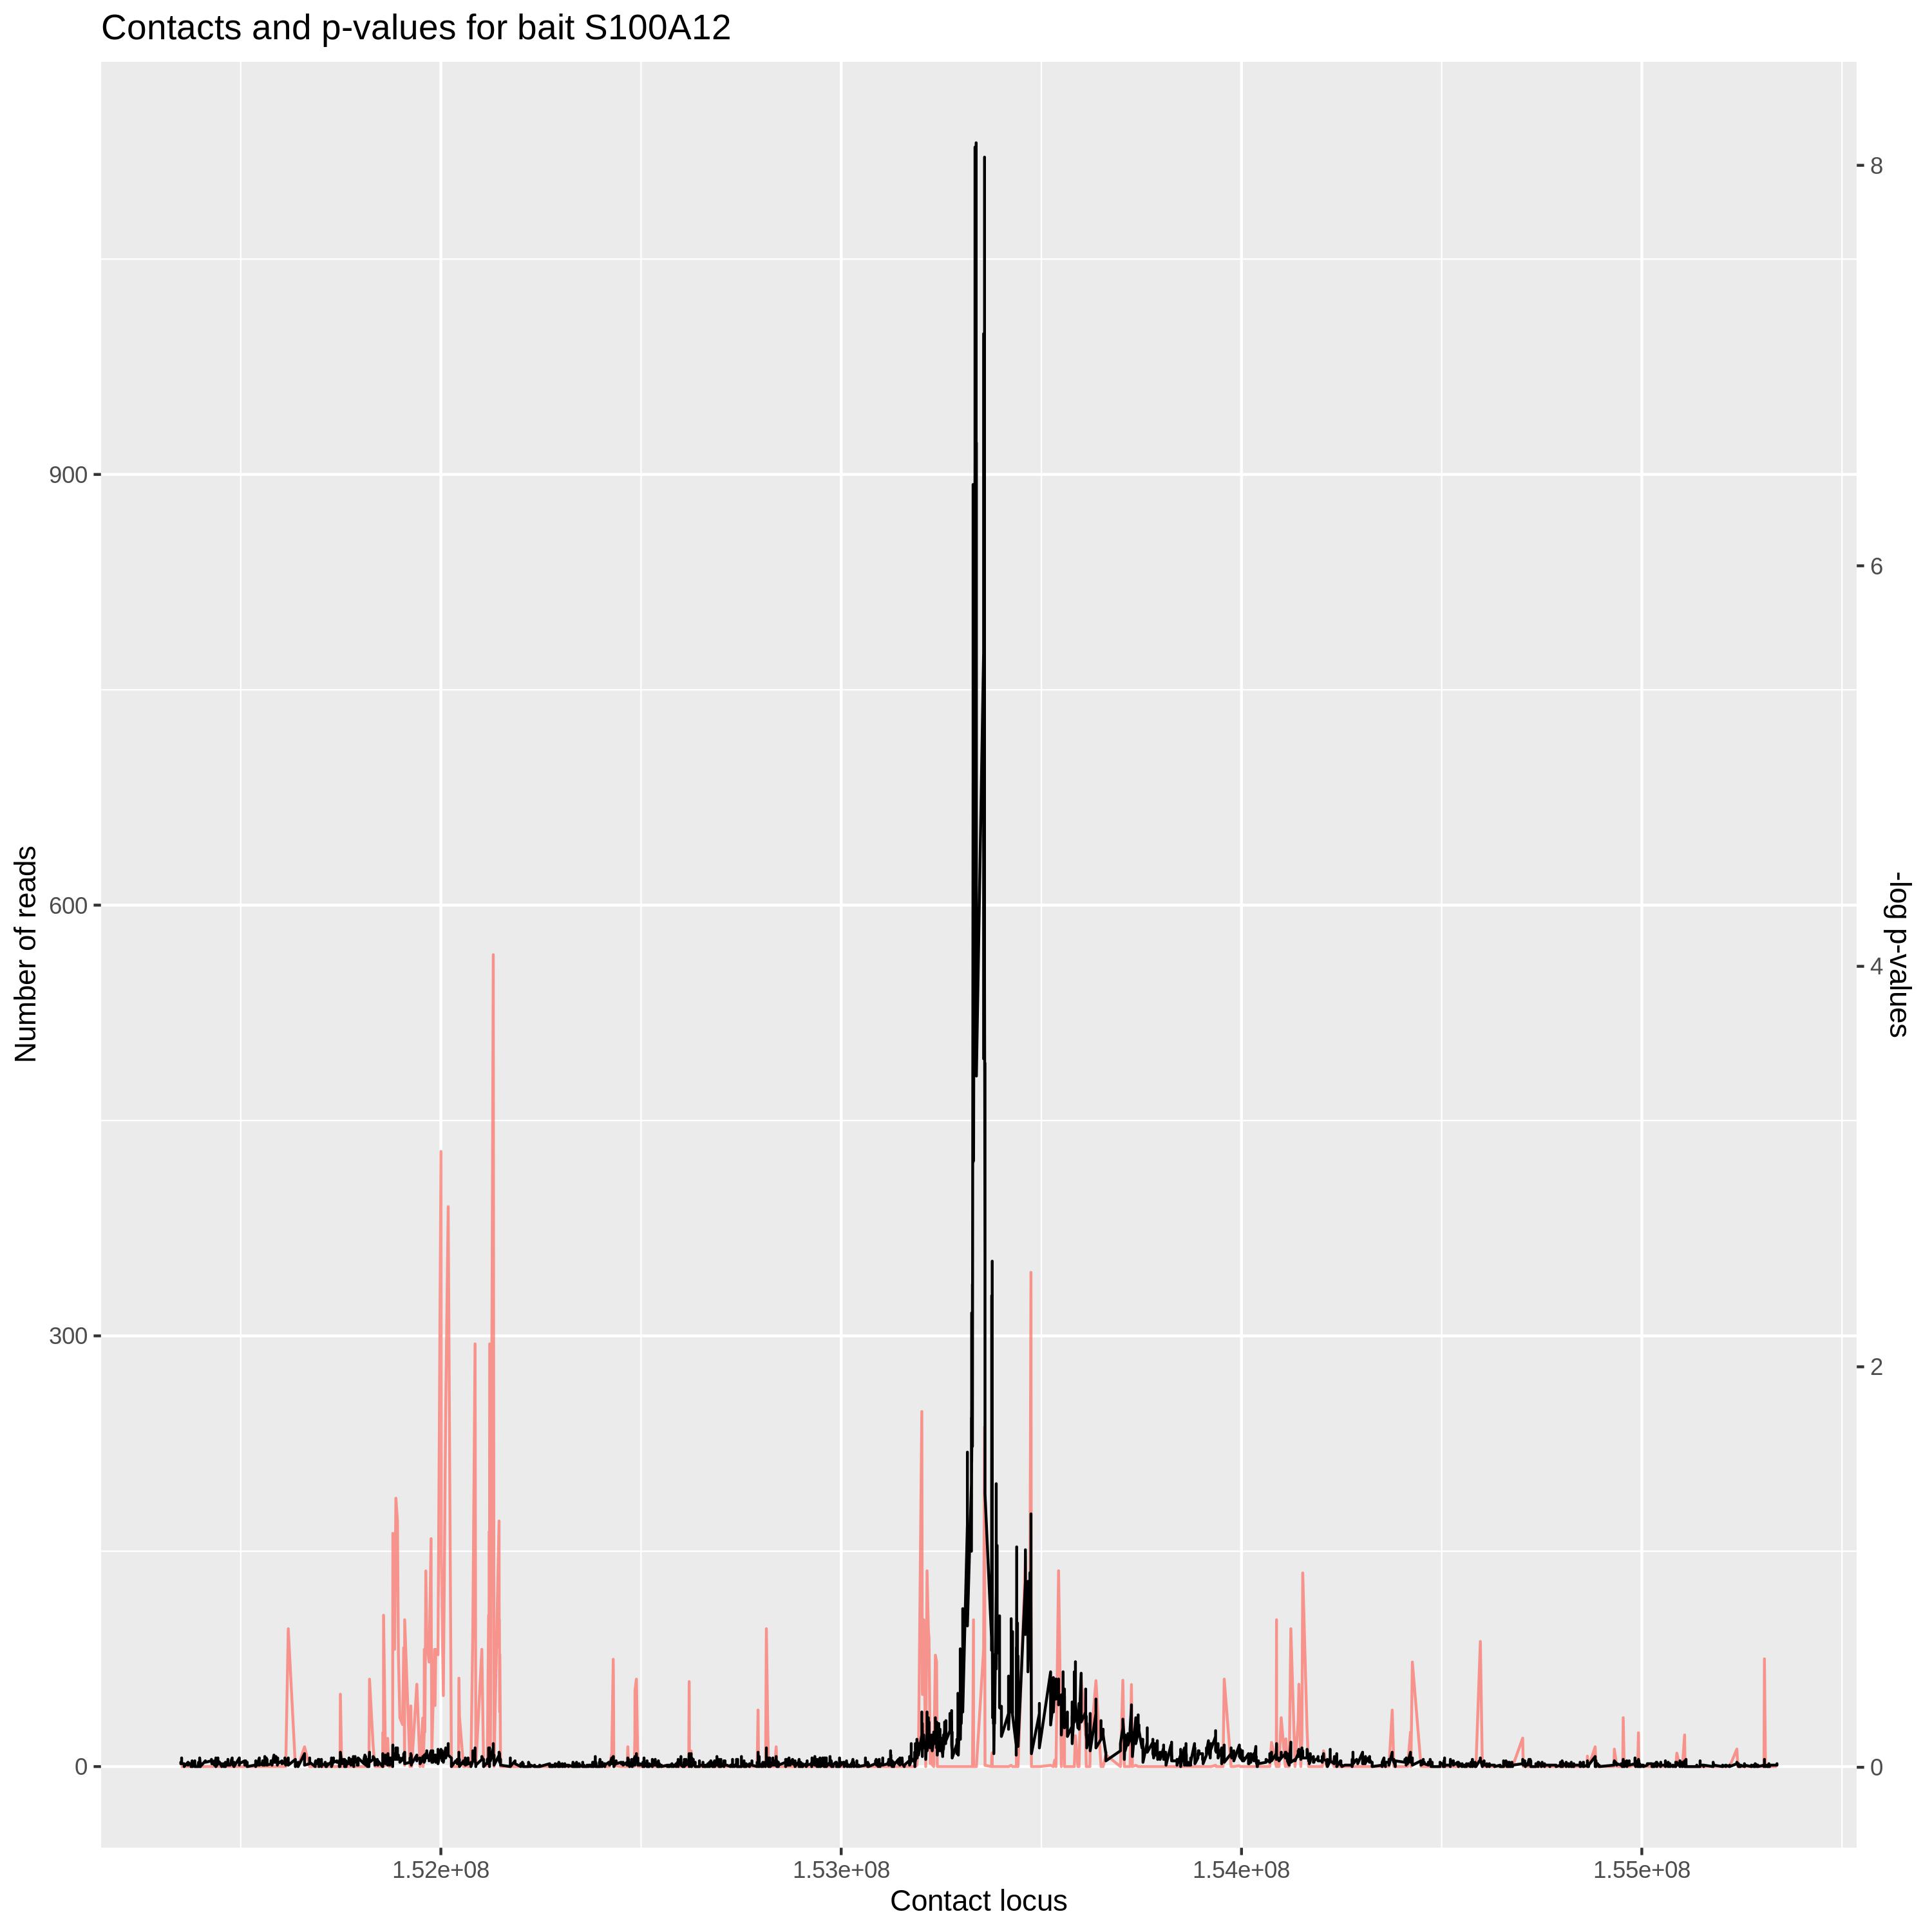 Contacts and p-values for bait S100A12
Number of reads
900
600
300
0
8
6
4
2
0
-log p-values
1.52e+08
1.53e+08
1.54e+08
1.55e+08
Contact locus